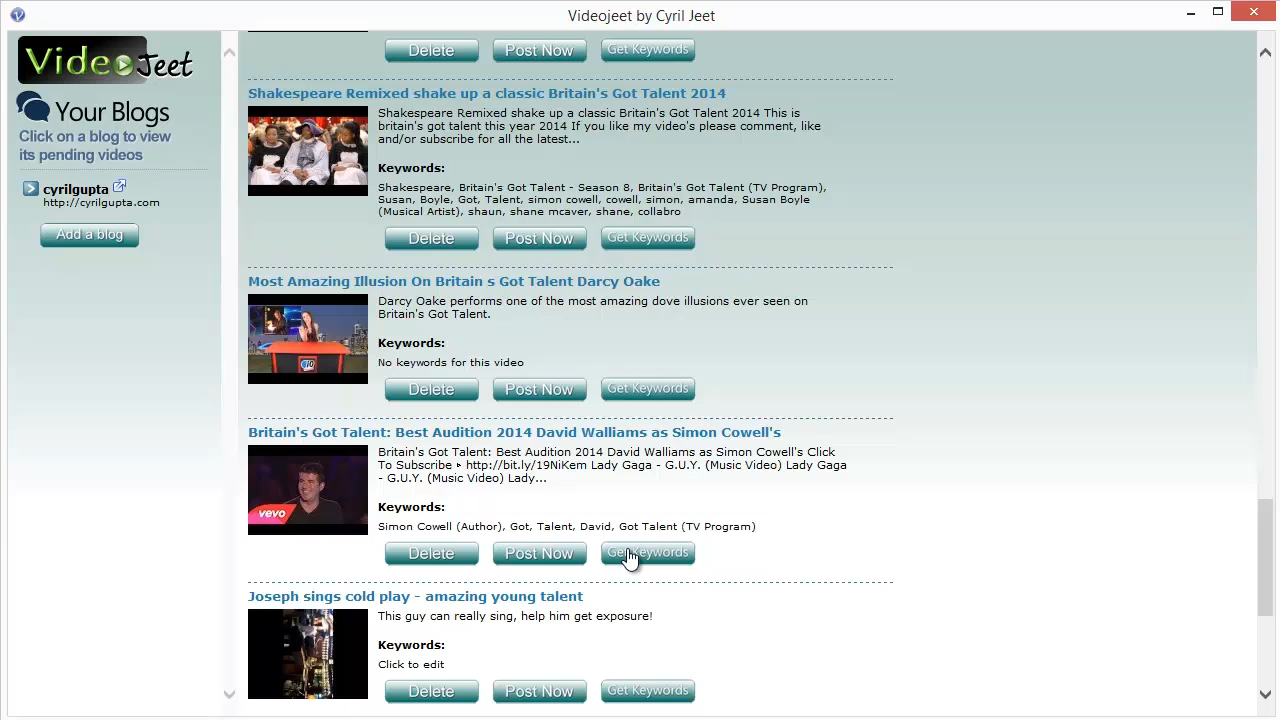 Videojeet by Cyril Jeet
VideoJeet
Your Blogs
Click on a blog to view
its pending videos
cyrilgupta
http://cyrilgupta.com
Add a blog
Delete Post Now Get Keywords
Shakespeare Remixed shake up a classic Britain's Got Talent 2014
Shakespeare Remixed shake up a classic Britain's Got Talent 2014 This is
britain's got talent this year 2014 If you like my video's please comment, like
and/or subscribe for all the latest...
Keywords:
Shakespeare, Britain's Got Talent - Season 8, Britain's Got Talent (TV Program),
Susan, Boyle, Got, Talent, simon cowell, cowell, simon, amanda, Susan Boyle
(Musical Artist), shaun, shane mcaver, shane, collabro
Delete Post Now Get Keywords
Most Amazing Illusion On Britain s Got Talent Darcy Oake
Darcy Oake performs one of the most amazing dove illusions ever seen on
Britain's Got Talent.
Keywords:
No keywords for this video
Delete Post Now Get Keywords
Britain's Got Talent: Best Audition 2014 David Walliams as Simon Cowell's
vevo
Britain's Got Talent: Best Audition 2014 David Walliams as Simon Cowell's Click
To Subscribe ▸ http://bit.ly/19NiKem Lady Gaga - G.U.Y. (Music Video) Lady Gaga
- G.U.Y. (Music Video) Lady...
Keywords:
Simon Cowell (Author), Got, Talent, David, Got Talent (TV Program)
Delete Post Now Get Keywords
Joseph sings cold play - amazing young talent
This guy can really sing, help him get exposure!
Keywords:
Click to edit
Delete Post Now Get Keywords